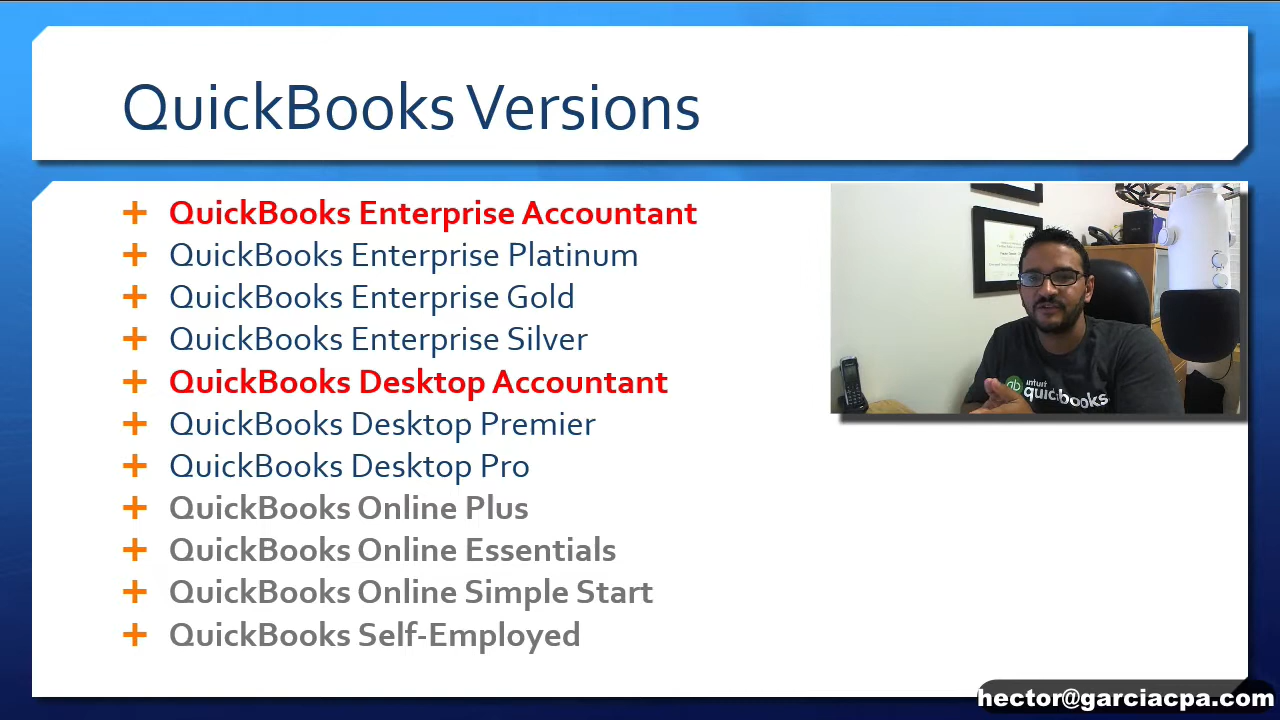 QuickBooks Versions
QuickBooks Enterprise Accountant
QuickBooks Enterprise Platinum
QuickBooks Enterprise Gold
QuickBooks Enterprise Silver
QuickBooks Desktop Accountant
QuickBooks Desktop Premier
QuickBooks Desktop Pro
QuickBooks Online Plus
QuickBooks Online Essentials
QuickBooks Online Simple Start
QuickBooks Self-Employed
qb intuit
quickbooks
hector@garciacpa.com